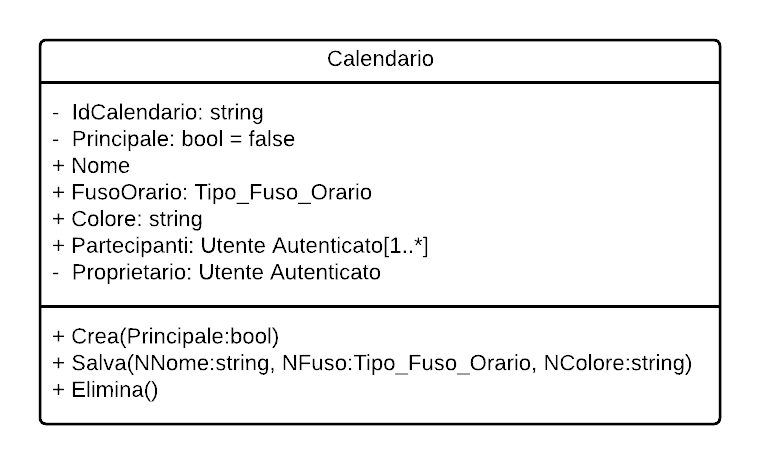 Calendario
- IdCalendario: string
- Principale: bool = false
+ Nome
+ FusoOrario: Tipo_Fuso_Orario
+ Colore: string
+ Partecipanti: Utente Autenticato[1..*]
- Proprietario: Utente Autenticato
+ Crea(Principale:bool)
+ Salva(NNome:string, NFuso:Tipo_Fuso_Orario, NColore:string)
+ Elimina()